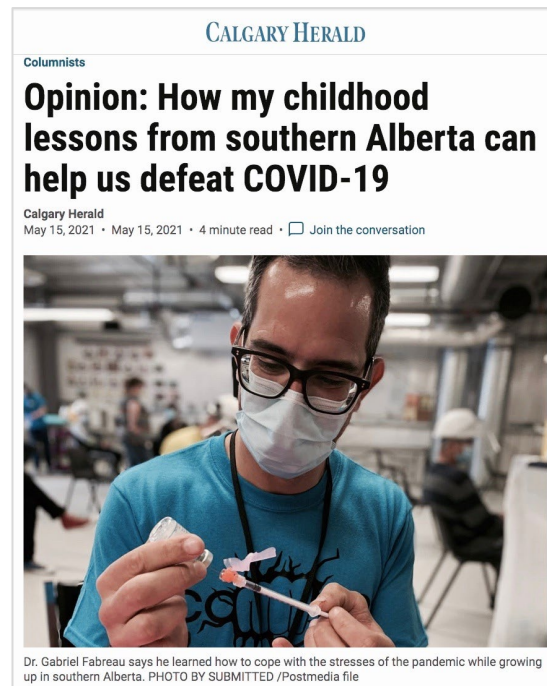 CALGARY HERALD
Columnists
Opinion: How my childhood
lessons from southern Alberta can
help us defeat COVID-19
Calgary Herald
May 15, 2021 • May 15, 2021 • 4 minute read • Join the conversation
Dr. Gabriel Fabreau says he learned how to cope with the stresses of the pandemic while growing
up in southern Alberta. PHOTO BY SUBMITTED /Postmedia file